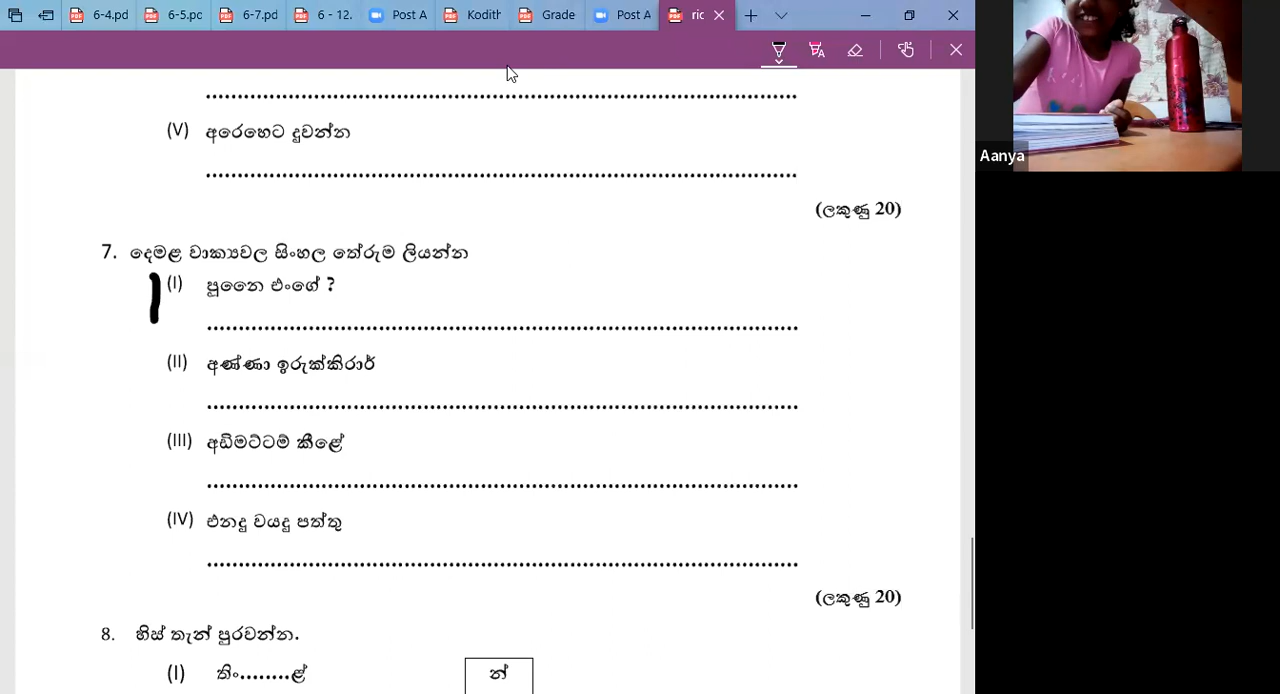 6-4.pd 6-5.pd 6-7.pd 6 - 12. Post A Kodith Grade Post A ric
Aanya
................................................................
(V) අරෙහෙට දුවන්න
................................................................
(ලකුණු 20)
7. දෙමළ වාක්‍යවල සිංහල තේරුම ලියන්න
(I) පූනෛ එංගේ ?
................................................................
(II) අණ්ණා ඉරුක්කිරාර්
................................................................
(III) අඩිමට්ටම් කීළේ
................................................................
(IV) එනදු වයදු පත්තු
................................................................
(ලකුණු 20)
8. හිස් තැන් පුරවන්න.
(I) තිං........ළ් න්